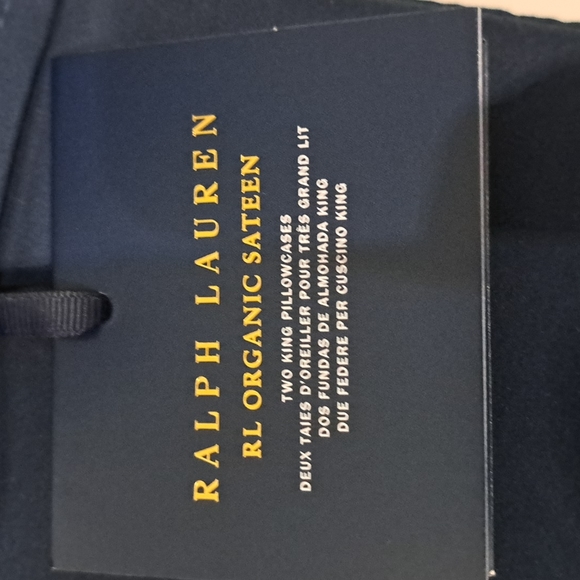 RALPH LAUREN
RL ORGANIC SATEEN
TWO KING PILLOWCASES
DEUX TAIES D'OREILLER POUR TRÈS GRAND LIT
DOS FUNDAS DE ALMOHADA KING
DUE FEDERE PER CUSCINO KING